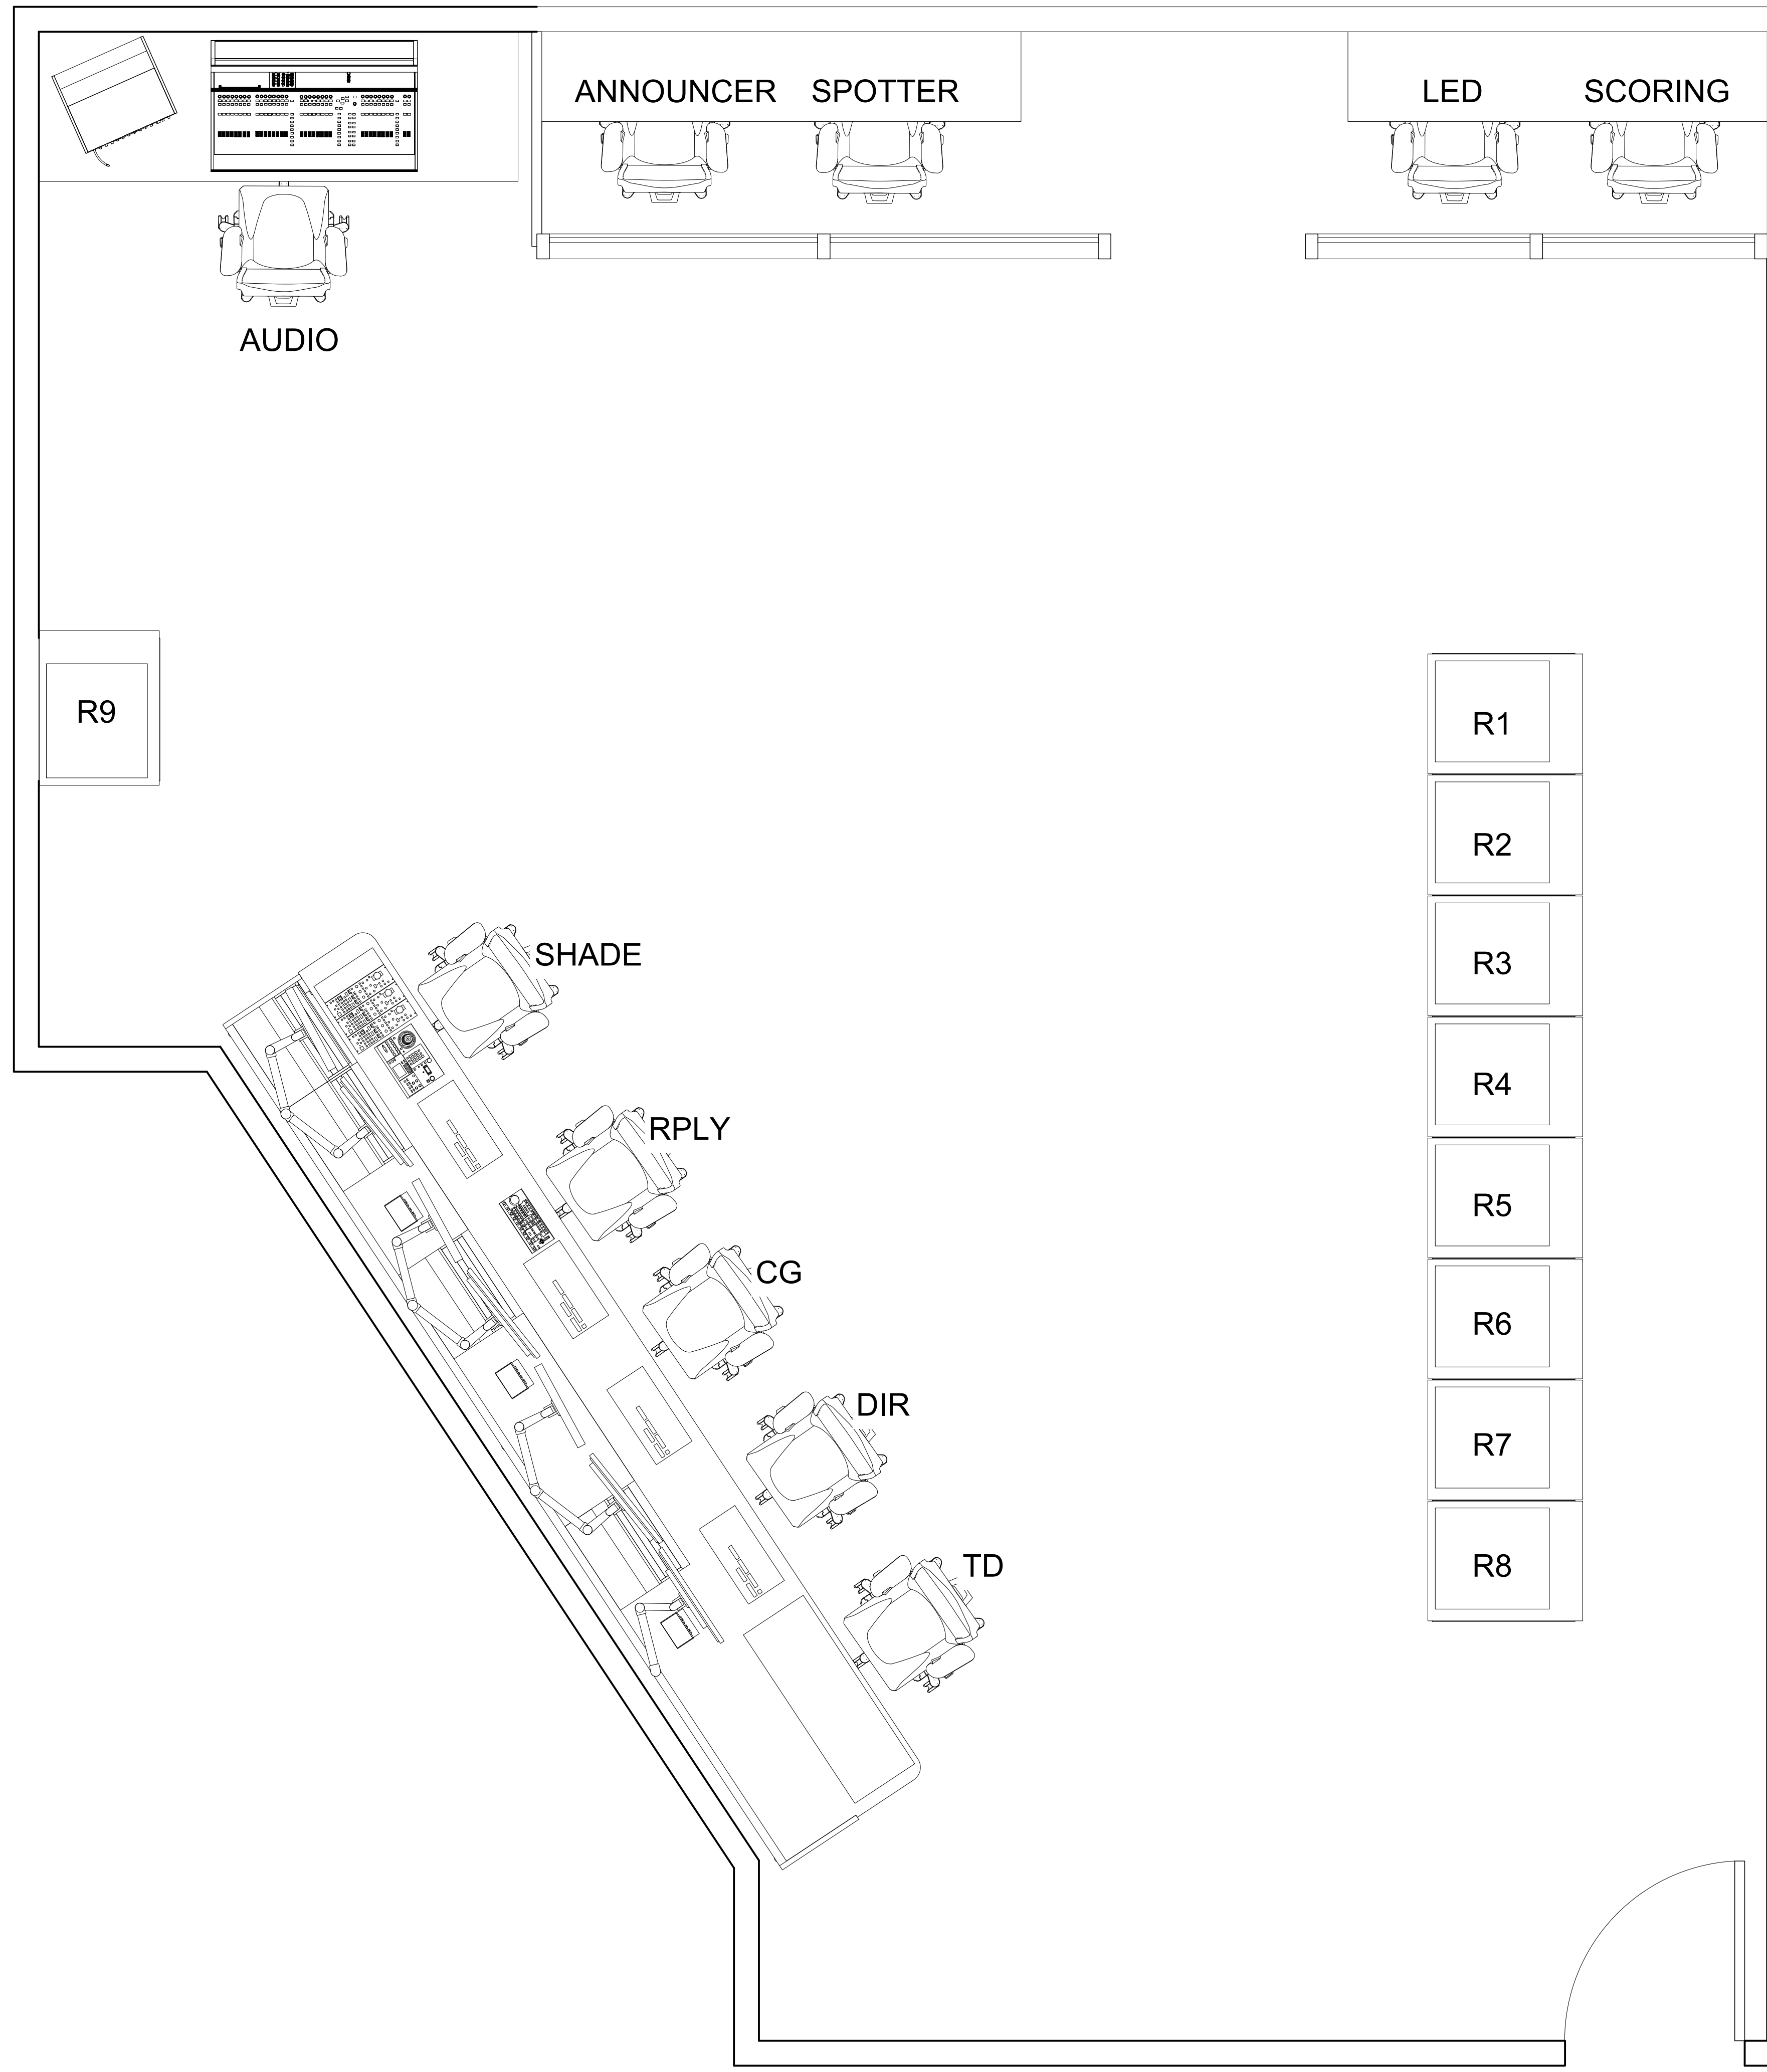 ANNOUNCER
SPOTTER
LED
SCORING
AUDIO
R9
R1
R2
SHADE
R3
R4
RPLY
R5
CG
R6
DIR
R7
TD
R8